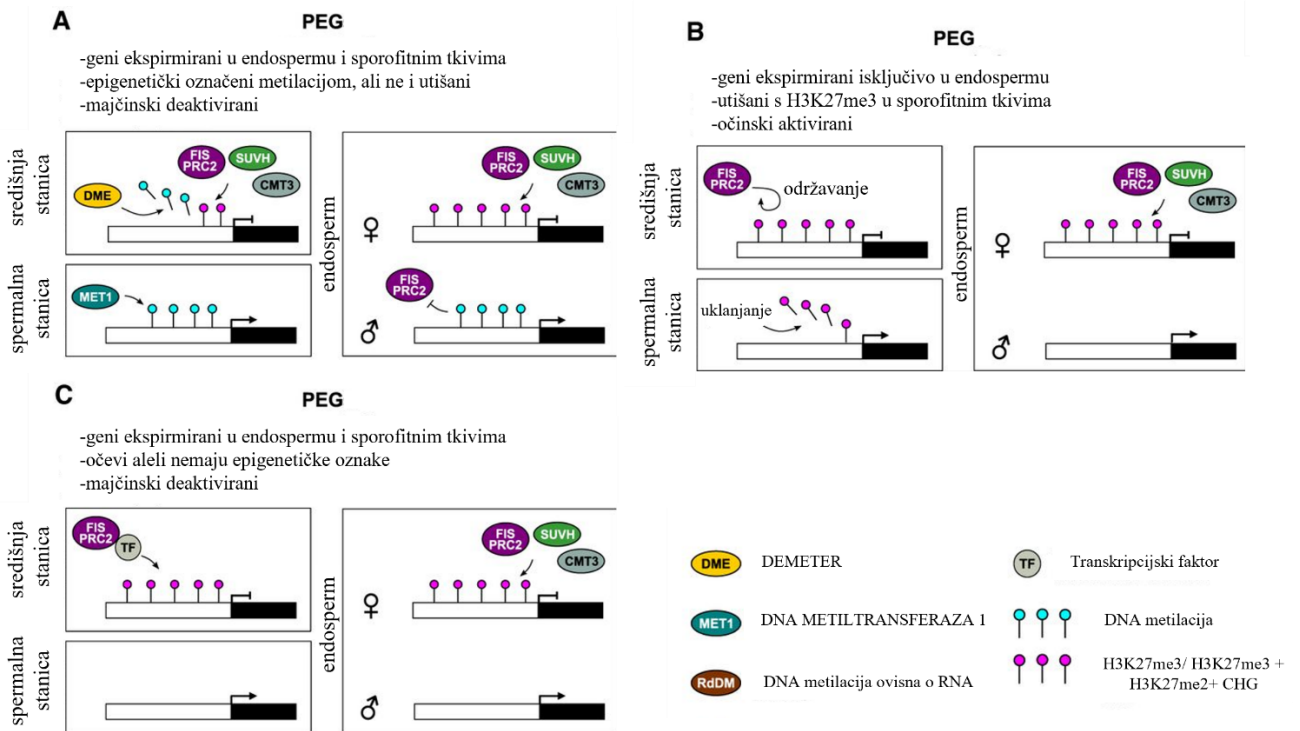 A
PEG
-geni ekspirmirani u endospermu i sporofitnim tkivima
-epigenetički označeni metilacijom, ali ne i utišani
-majčinski deaktivirani
središnja
stanica
DME
FIS
PRC2
SUVH
CMT3
spermalna
stanica
MET1
endosperm
♀
FIS
PRC2
SUVH
CMT3
♂
FIS
PRC2
B
PEG
-geni ekspirmirani isključivo u endospermu
-utišani s H3K27me3 u sporofitnim tkivima
-očinski aktivirani
središnja
stanica
FIS
PRC2
održavanje
spermalna
stanica
uklanjanje
endosperm
♀
FIS
PRC2
SUVH
CMT3
♂
C
PEG
-geni ekspirmirani u endospermu i sporofitnim tkivima
-očevi aleli nemaju epigenetičke oznake
-majčinski deaktivirani
središnja
stanica
FIS
PRC2
TF
spermalna
stanica
endosperm
♀
FIS
PRC2
SUVH
CMT3
♂
DME DEMETER
MET1 DNA METILTRANSFERAZA 1
RdDM DNA metilacija ovisna o RNA
TF Transkripcijski faktor
DNA metilacija
H3K27me3/ H3K27me3 +
H3K27me2+ CHG